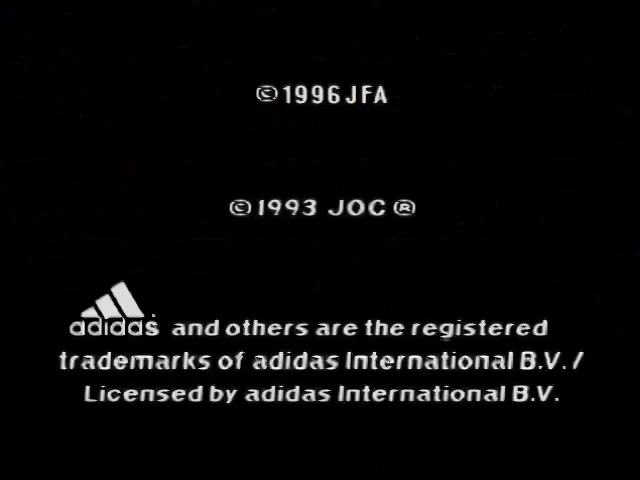 ©1996 JFA
©1993 JOC ®
adidas and others are the registered
trademarks of adidas International B.V. /
Licensed by adidas International B.V.